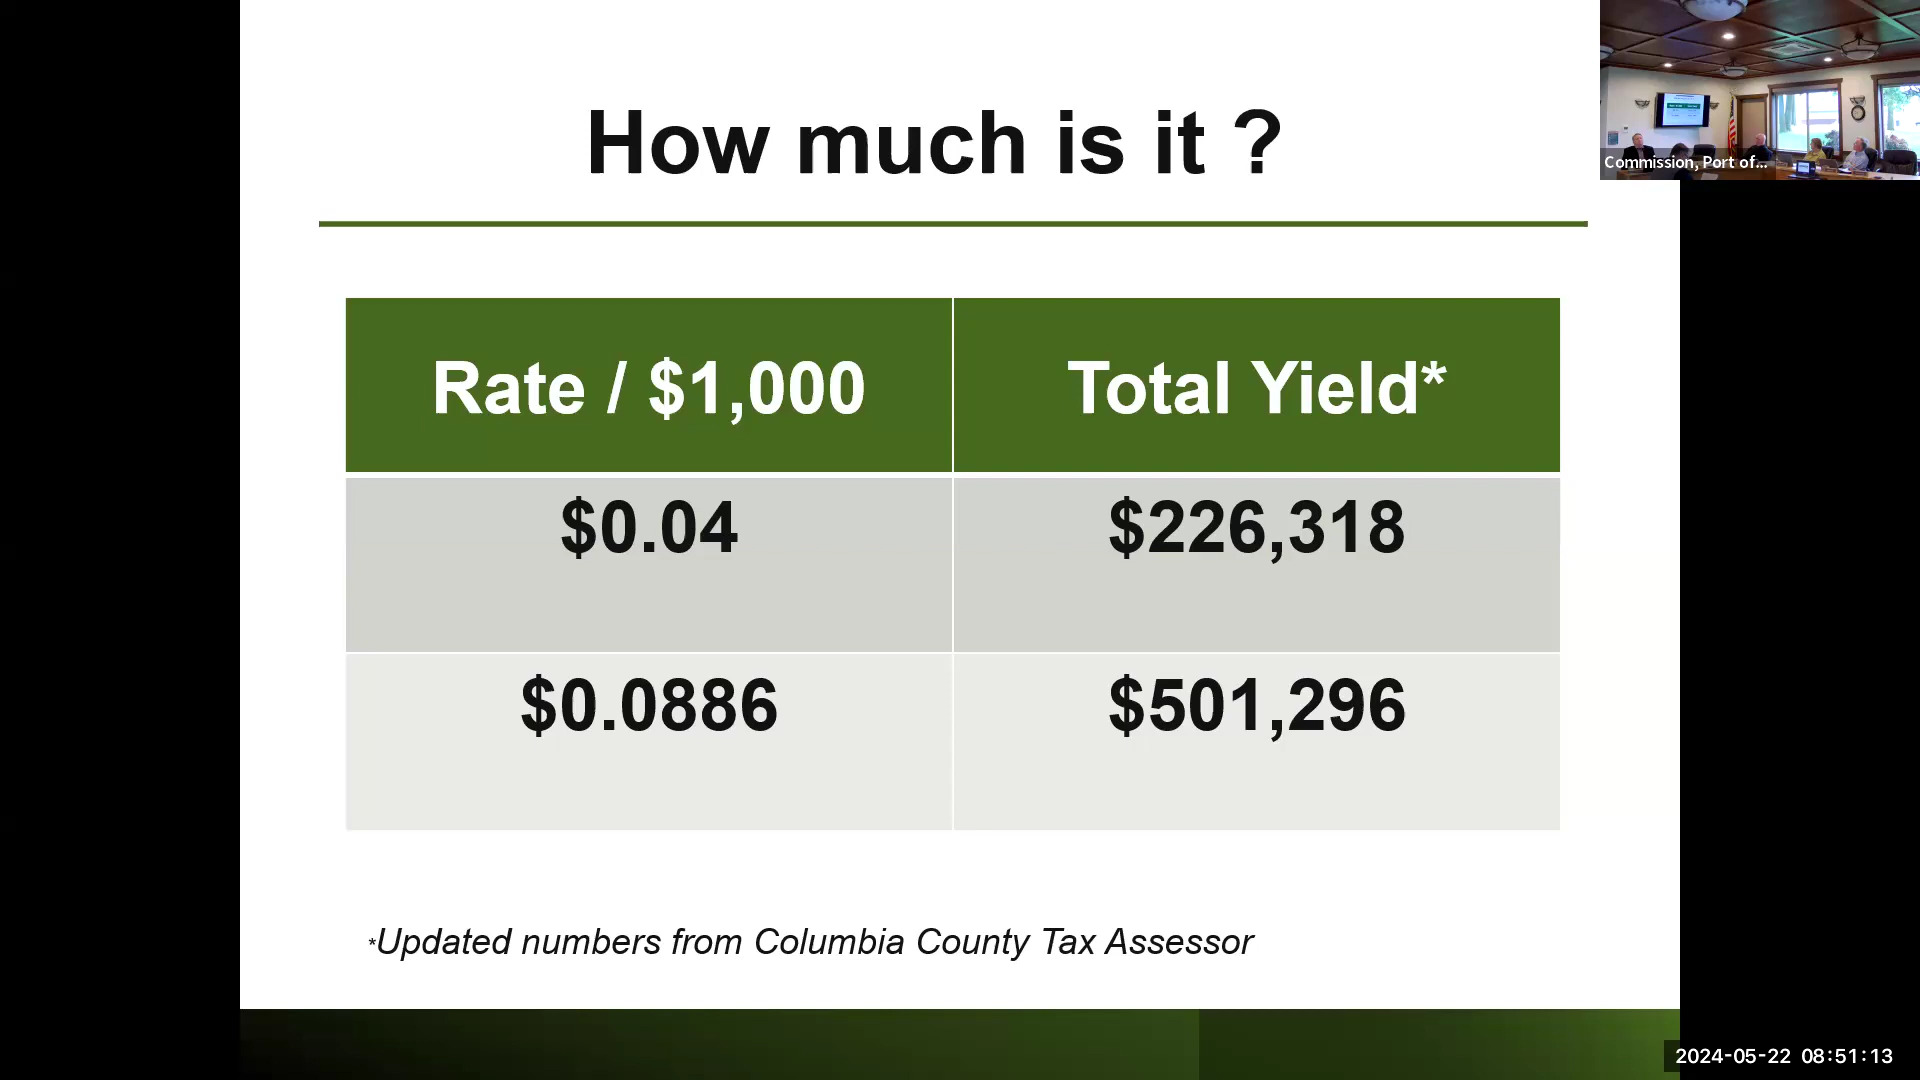 How much is it ?
Commission, Port of...
Rate / $1,000
Total Yield*
$0.04
$226,318
$0.0886
$501,296
*Updated numbers from Columbia County Tax Assessor
2024-05-22 08:51:13